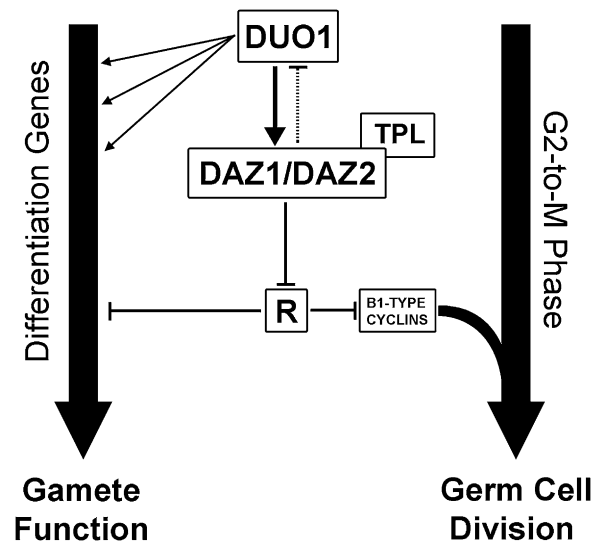 DUO1
TPL
DAZ1/DAZ2
Differentiation Genes
G2-to-M Phase
R
B1-TYPE
CYCLINS
Gamete
Function
Germ Cell
Division